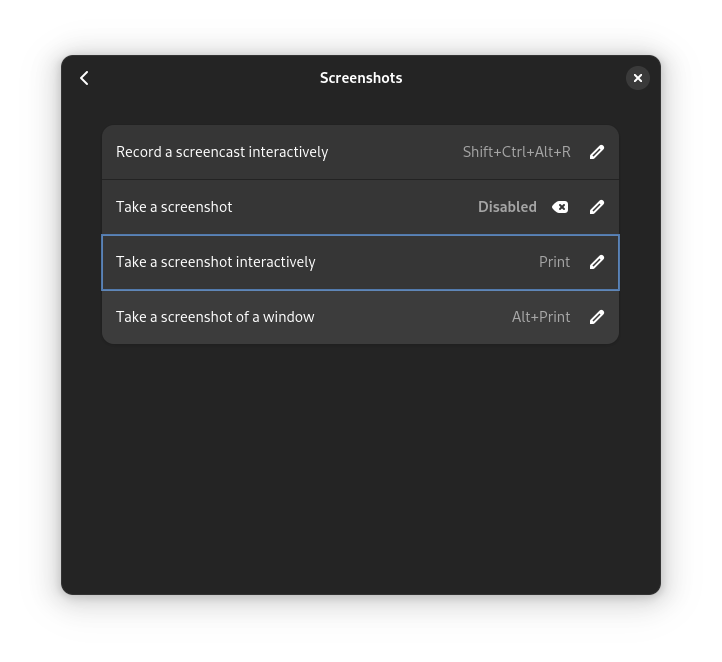 Screenshots
Record a screencast interactively Shift+Ctrl+Alt+R
Take a screenshot Disabled
Take a screenshot interactively Print
Take a screenshot of a window Alt+Print